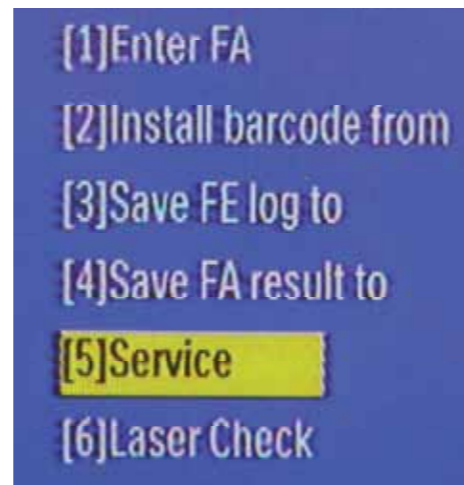 [1]Enter FA
[2]Install barcode from
[3]Save FE log to
[4]Save FA result to
[5]Service
[6]Laser Check